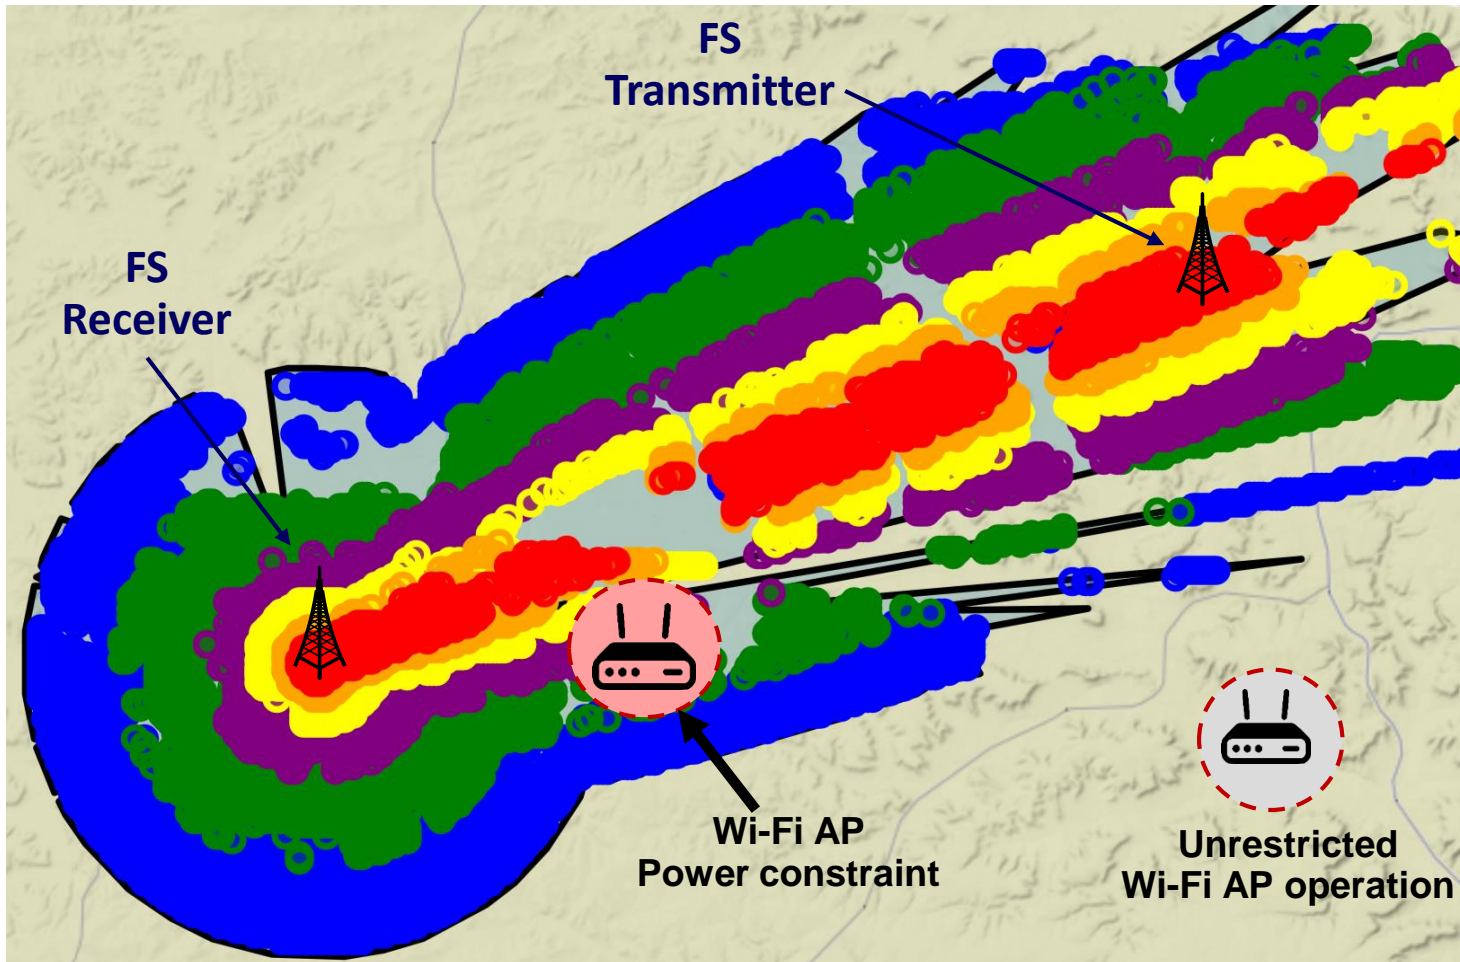 FS
Transmitter
FS
Receiver
Wi-Fi AP
Power constraint
Unrestricted
Wi-Fi AP operation